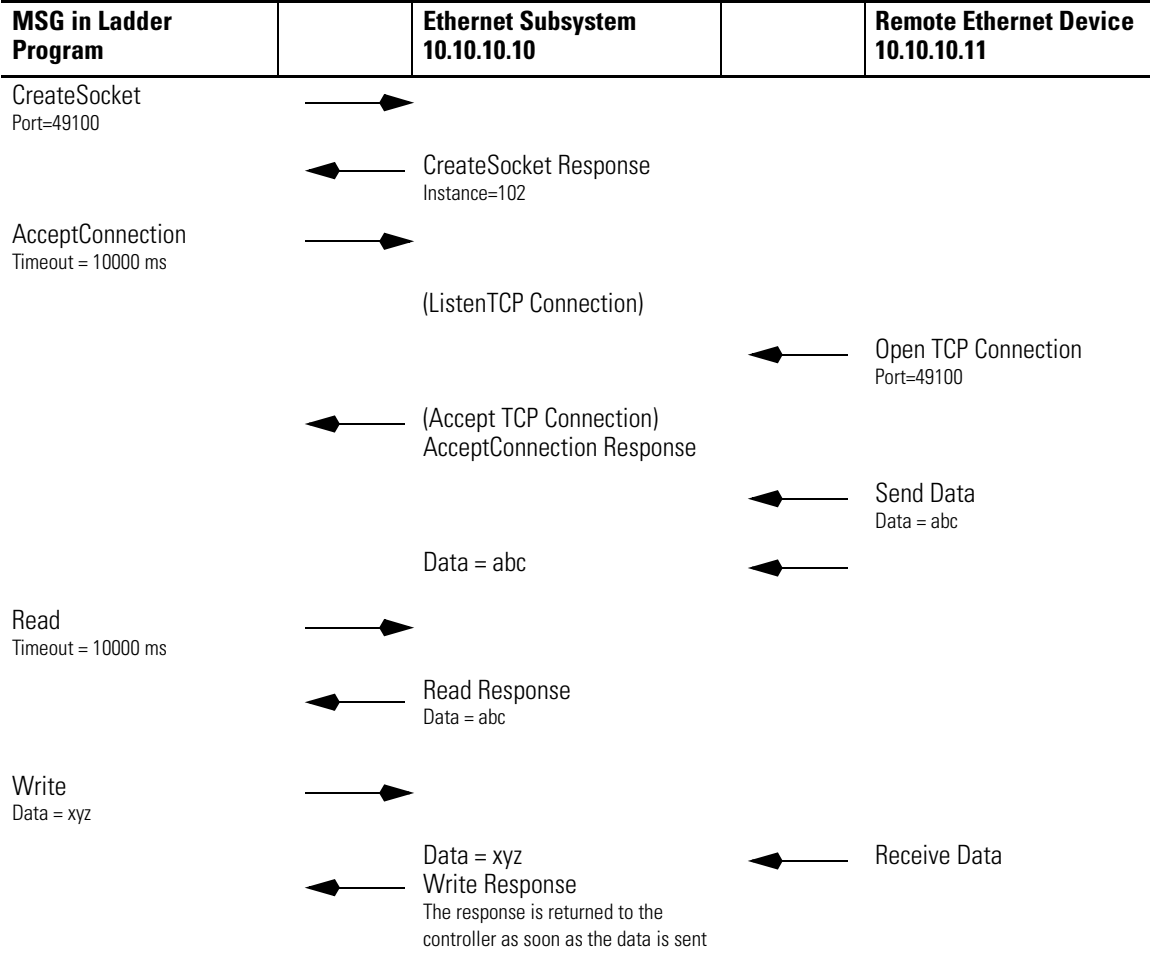 MSG in Ladder
Program
Ethernet Subsystem
10.10.10.10
Remote Ethernet Device
10.10.10.11
CreateSocket
Port=49100
CreateSocket Response
Instance=102
AcceptConnection
Timeout = 10000 ms
(ListenTCP Connection)
Open TCP Connection
Port=49100
(Accept TCP Connection)
AcceptConnection Response
Send Data
Data = abc
Data = abc
Read
Timeout = 10000 ms
Read Response
Data = abc
Write
Data = xyz
Data = xyz
Receive Data
Write Response
The response is returned to the
controller as soon as the data is sent